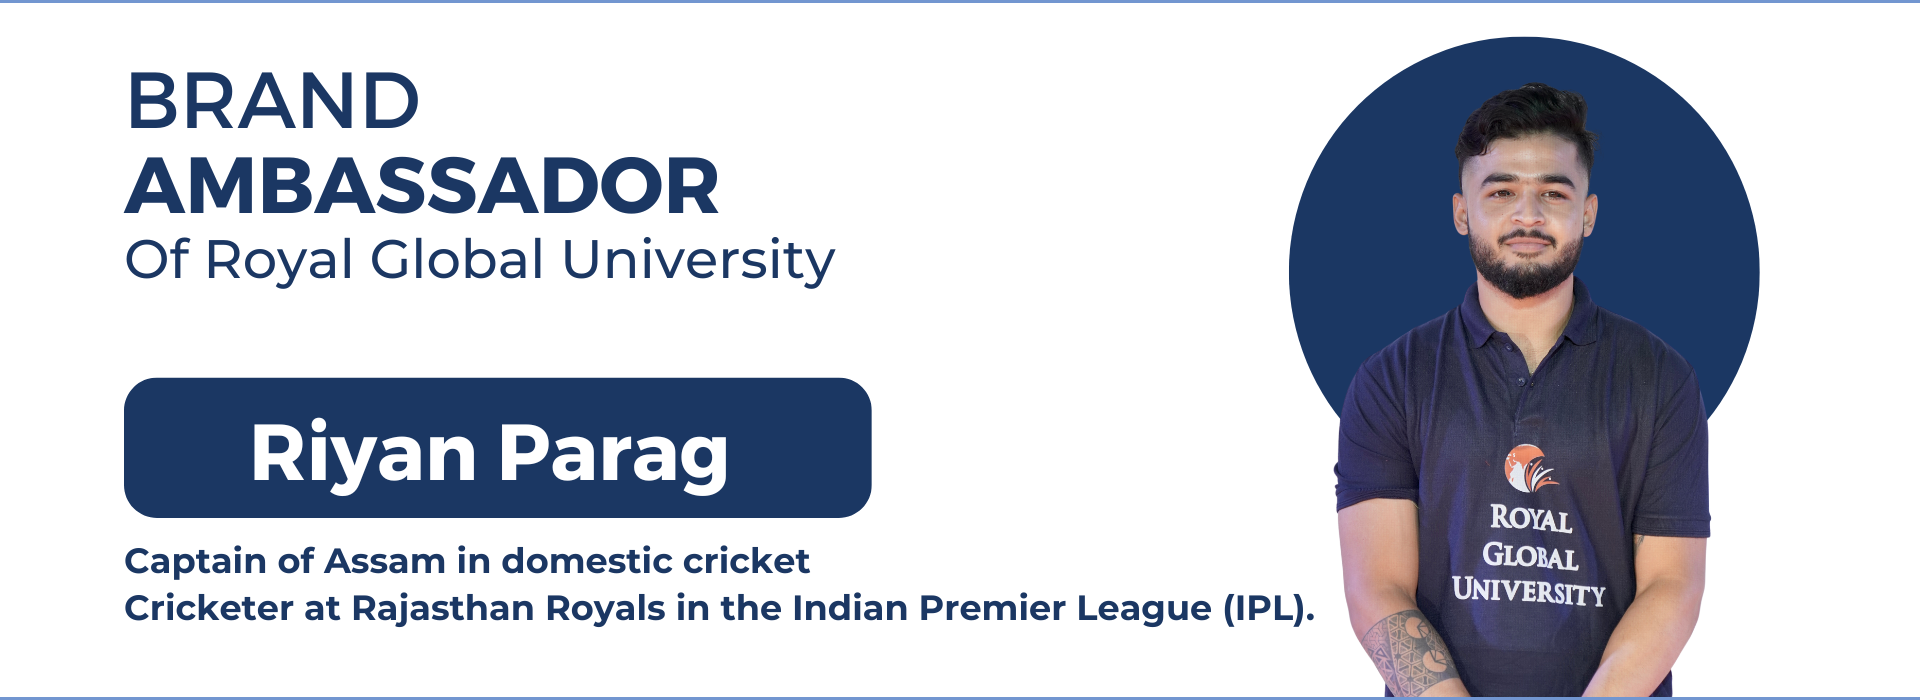 BRAND
AMBASSADOR
Of Royal Global University
Riyan Parag
Captain of Assam in domestic cricket
Cricketer at Rajasthan Royals in the Indian Premier League (IPL).
ROYAL
GLOBAL
UNIVERSITY